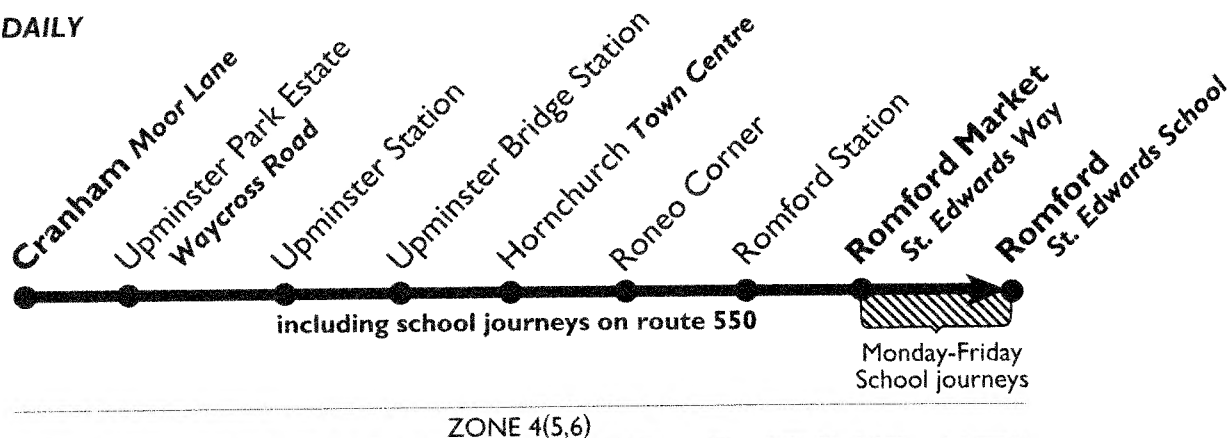 DAILY
Cranham Moor Lane
Upminster Park Estate
Waycross Road
Upminster Station
Upminster Bridge Station
Hornchurch Town Centre
Roneo Corner
Romford Station
Romford Market
St. Edwards Way
Romford
St. Edwards School
including school journeys on route 550
Monday-Friday
School journeys
ZONE 4(5,6)